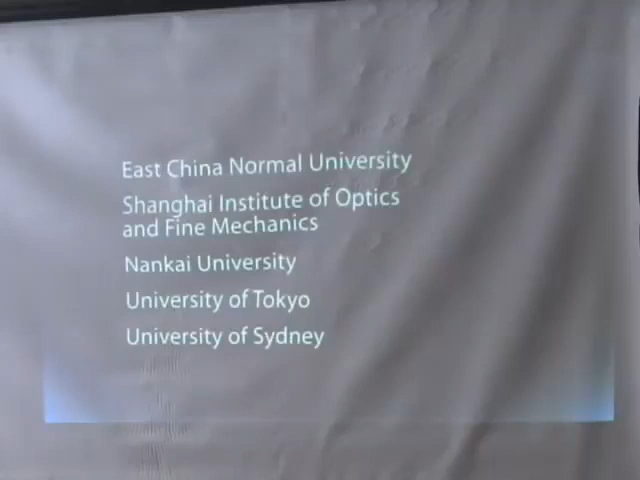 East China Normal University
Shanghai Institute of Optics
and Fine Mechanics
Nankai University
University of Tokyo
University of Sydney